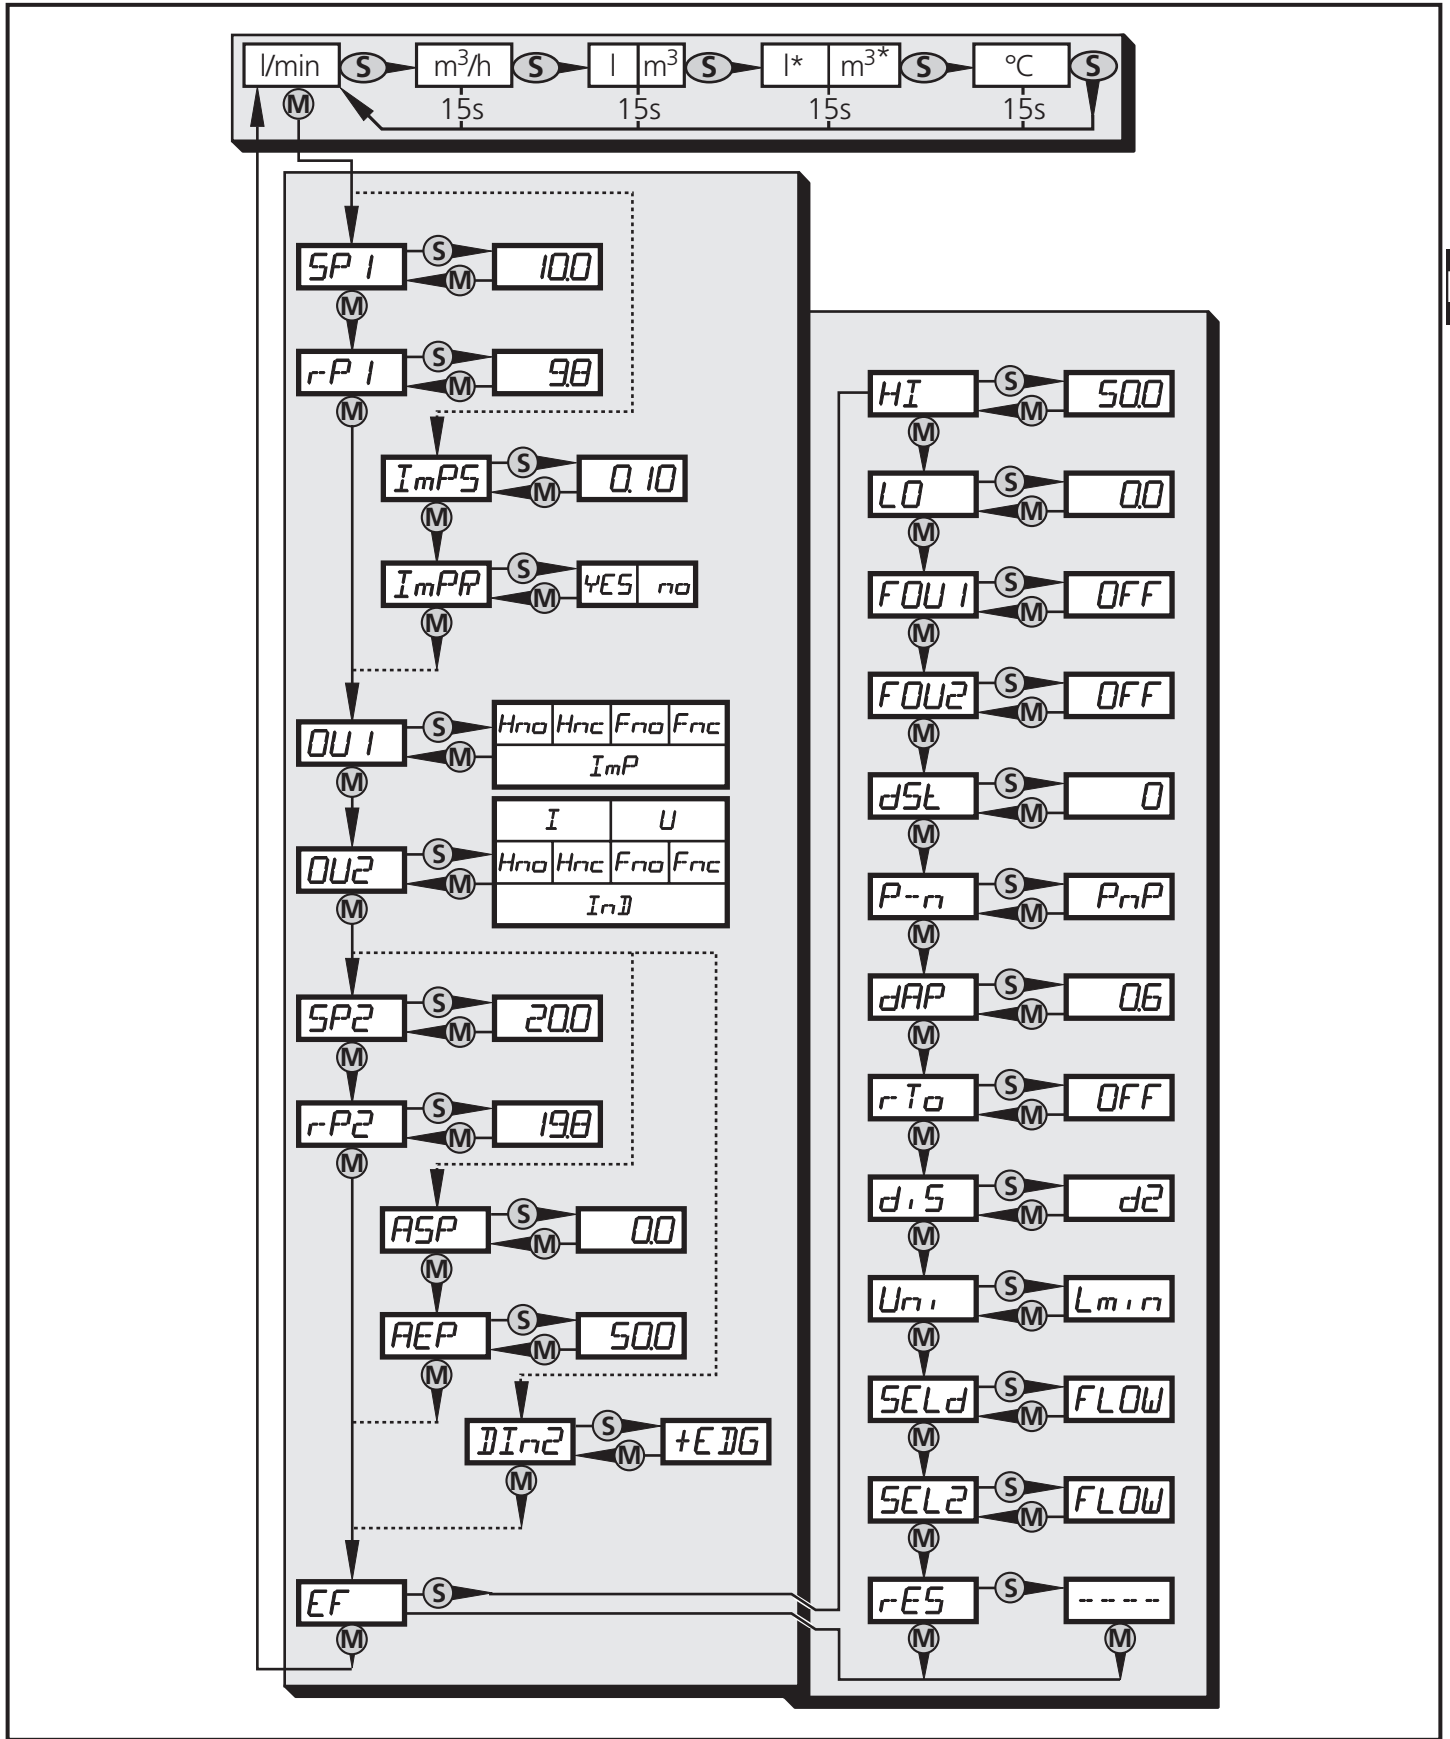 l/min S m³/h S l m³ S l* m³* S °C S
M 15s 15s 15s 15s
SP1 S 10.0
M
M
rP1 S 9.8
M
M
ImPS S 0.10
M
M
ImPR S YES no
M
M
OU1 S Hno Hnc Fno Fnc
M ImP
M
I U
OU2 S Hno Hnc Fno Fnc
M InD
M
SP2 S 20.0
M
M
rP2 S 19.8
M
M
ASP S 0.0
M
M
AEP S 50.0
M
M
DIn2 S +EDG
M
M
EF S
M
HI S 50.0
M
M
LO S 0.0
M
M
FOU1 S OFF
M
M
FOU2 S OFF
M
M
dSt S 0
M
M
P-n S PnP
M
M
dAP S 0.6
M
M
rTo S OFF
M
M
diS S d2
M
M
Uni S Lmin
M
M
SELd S FLOW
M
M
SEL2 S FLOW
M
M
rES S ----
M M